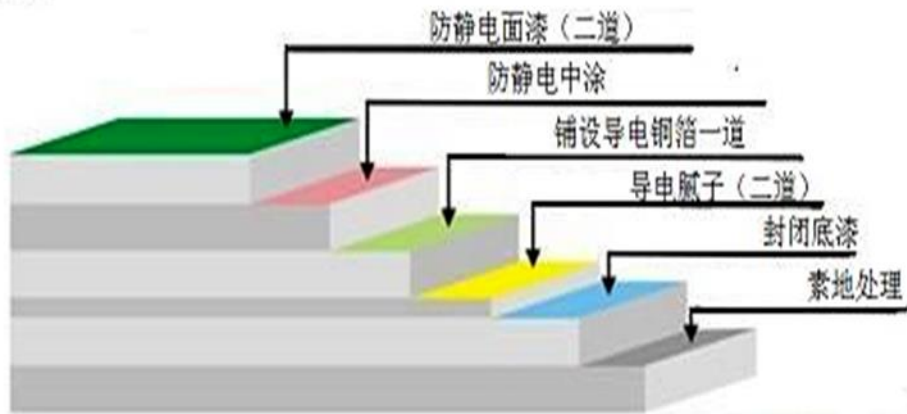 防静电面漆（二道）
防静电中涂
铺设导电铜箔一道
导电腻子（二道）
封闭底漆
素地处理